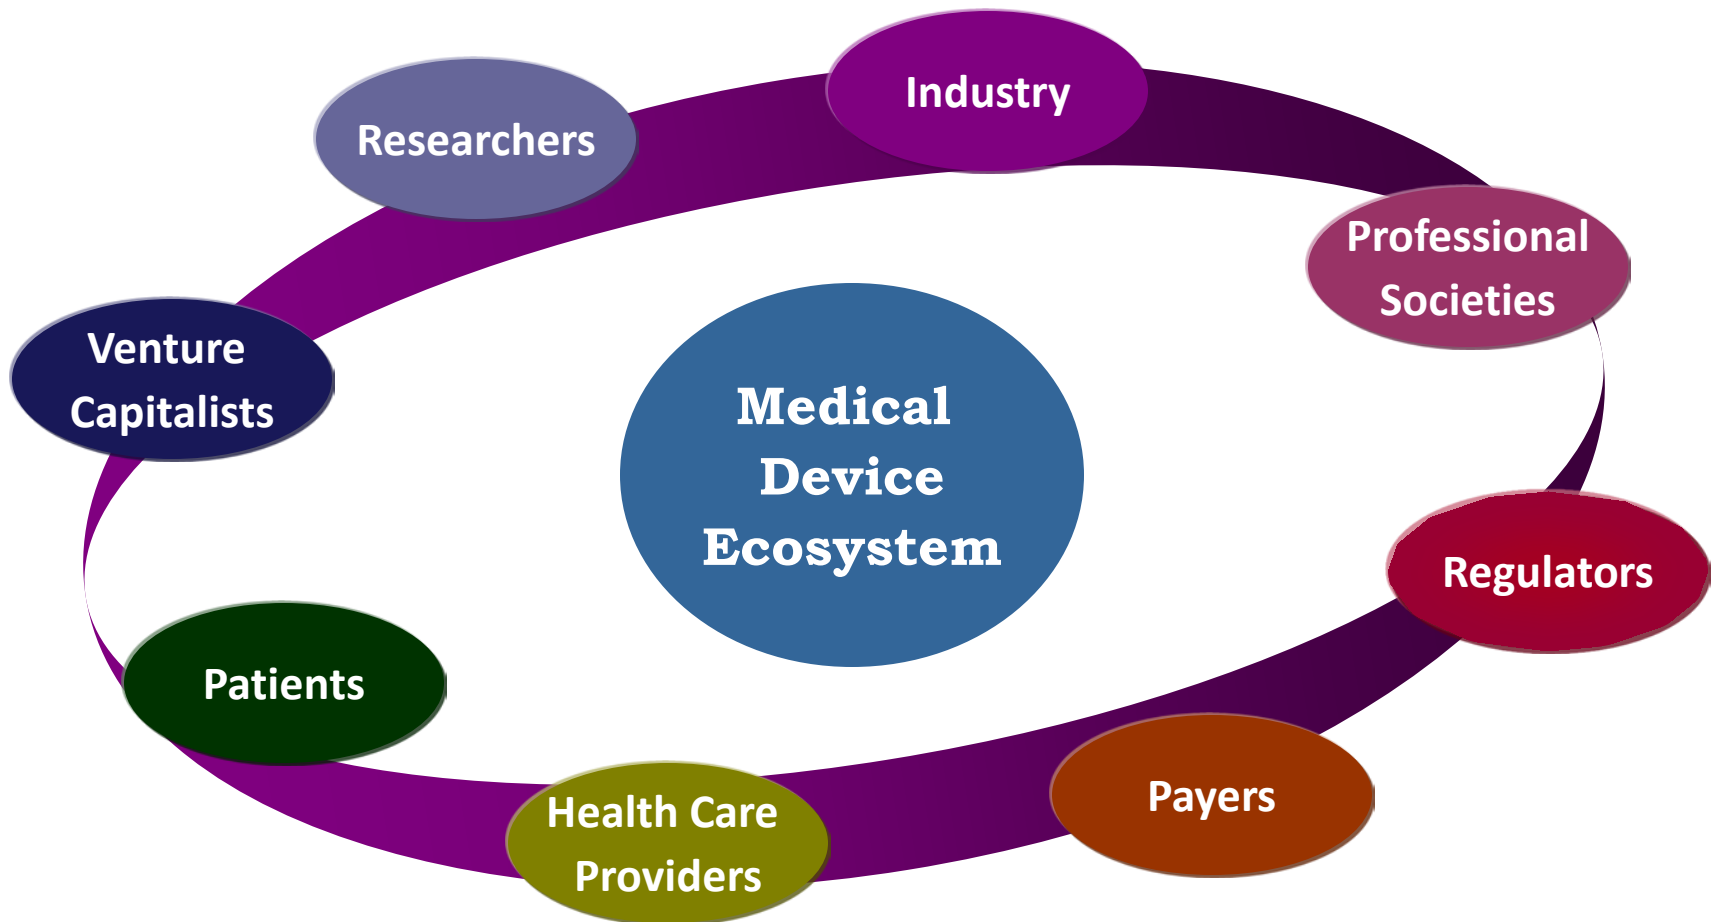 Industry
Researchers
Professional
Societies
Venture
Capitalists
Medical
Device
Ecosystem
Regulators
Patients
Payers
Health Care
Providers